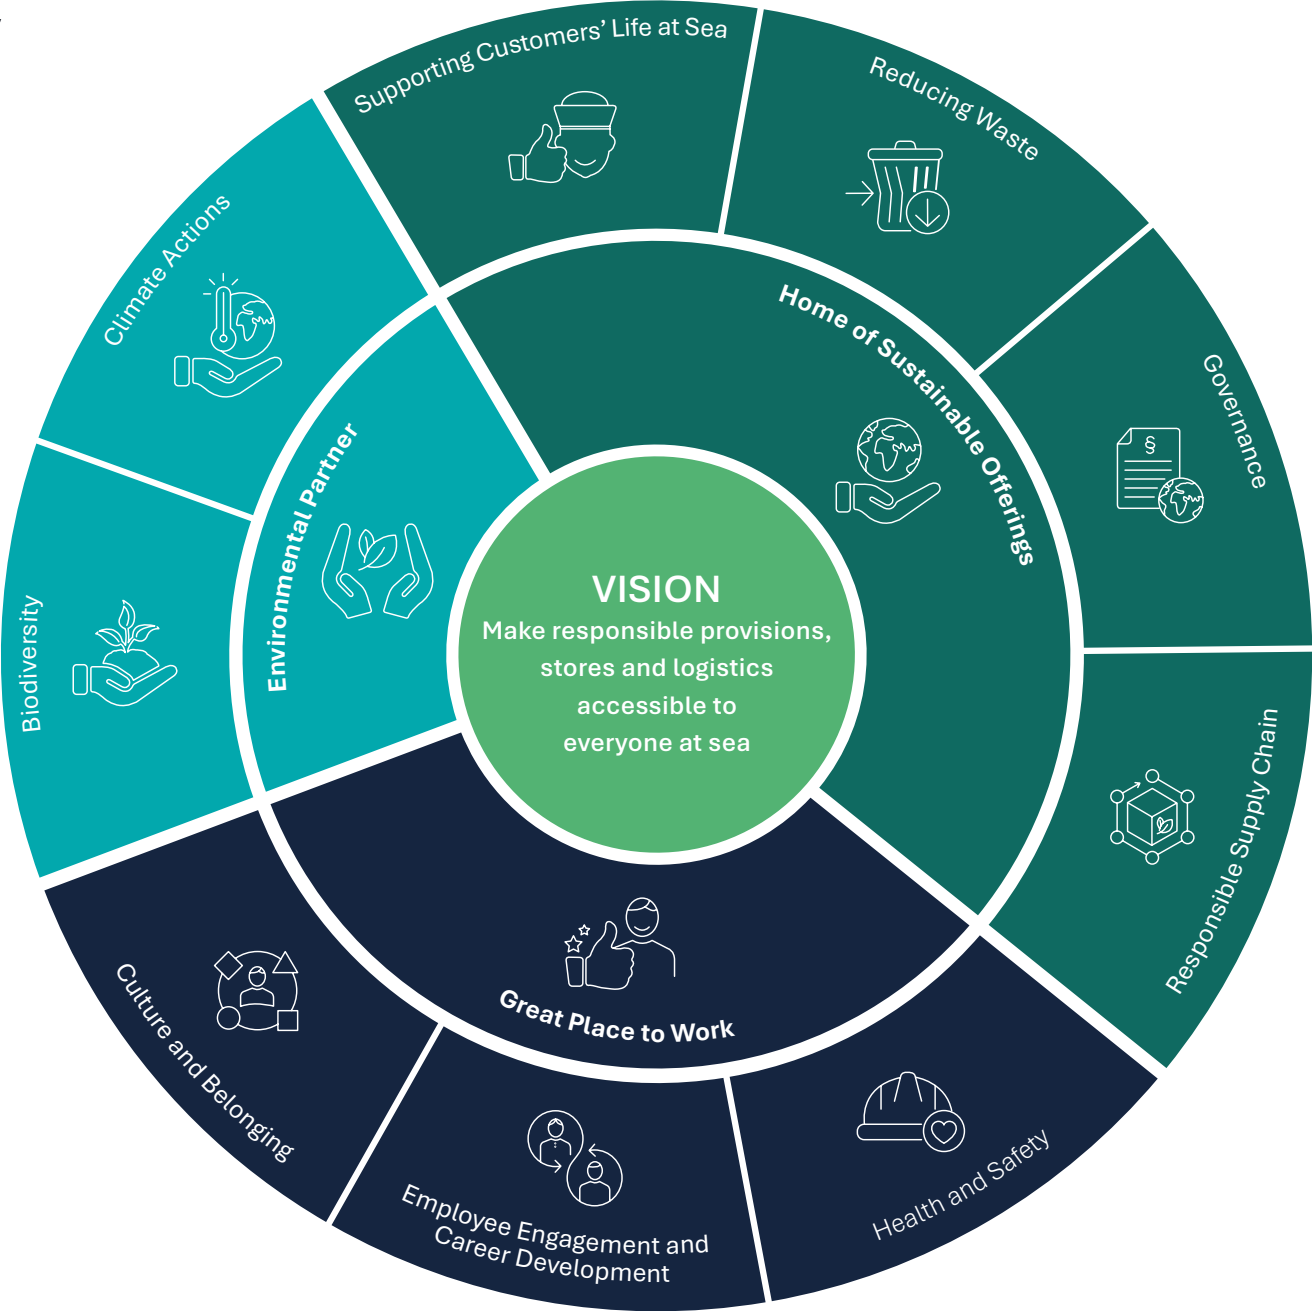 VISION
Make responsible provisions,
stores and logistics
accessible to
everyone at sea
Home of Sustainable Offerings
Supporting Customers’ Life at Sea
Reducing Waste
Governance
§
Responsible Supply Chain
Great Place to Work
Health and Safety
Employee Engagement and
Career Development
Culture and Belonging
Environmental Partner
Biodiversity
Climate Actions